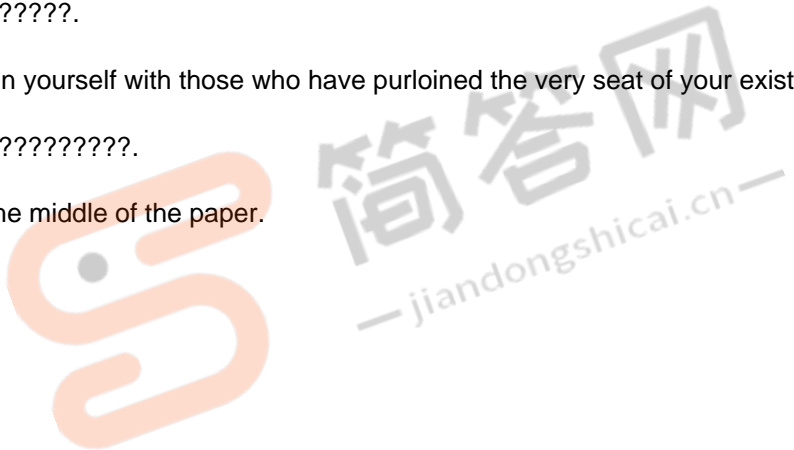 ?????.
n yourself with those who have purloined the very seat of your exist
?????????.
ne middle of the paper.
简答网
jiandongshicai.cn